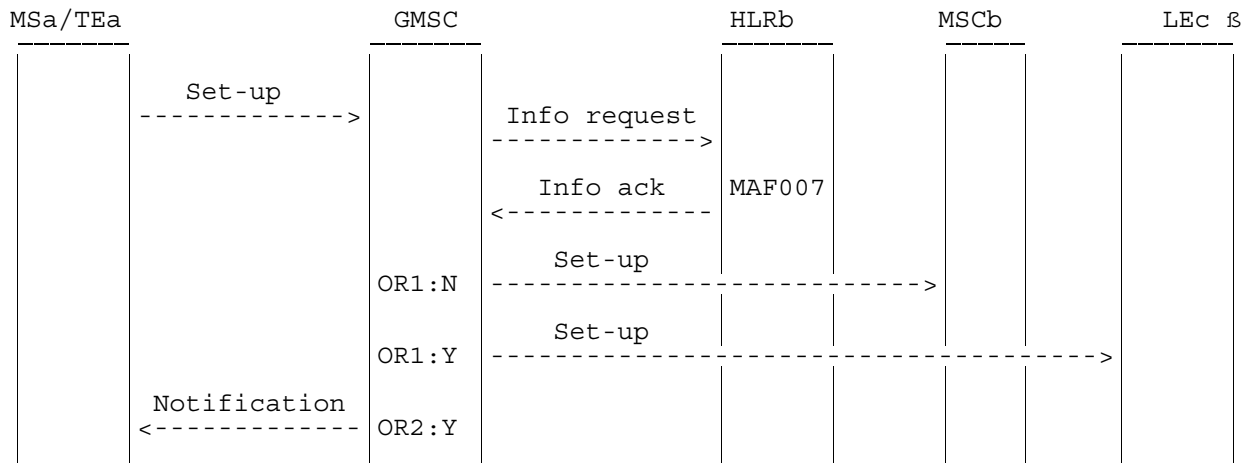 MSa/TEa GMSC HLRb MSCb LEc ß
Set-up
------------->
Info request
------------->
Info ack MAF007
<-------------
Set-up
OR1:N --------------------------->
Set-up
OR1:Y -------------------------------------->
Notification
<------------- OR2:Y